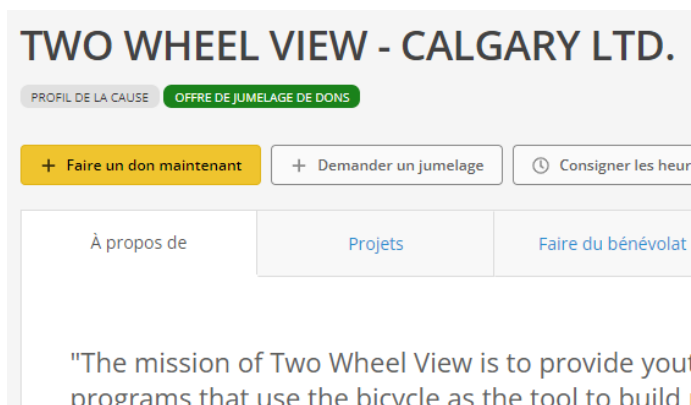 TWO WHEEL VIEW - CALGARY LTD.
PROFIL DE LA CAUSE OFFRE DE JUMELAGE DE DONS
+ Faire un don maintenant + Demander un jumelage Consigner les heur
À propos de Projets Faire du bénévolat
"The mission of Two Wheel View is to provide yout
programs that use the bicycle as the tool to build